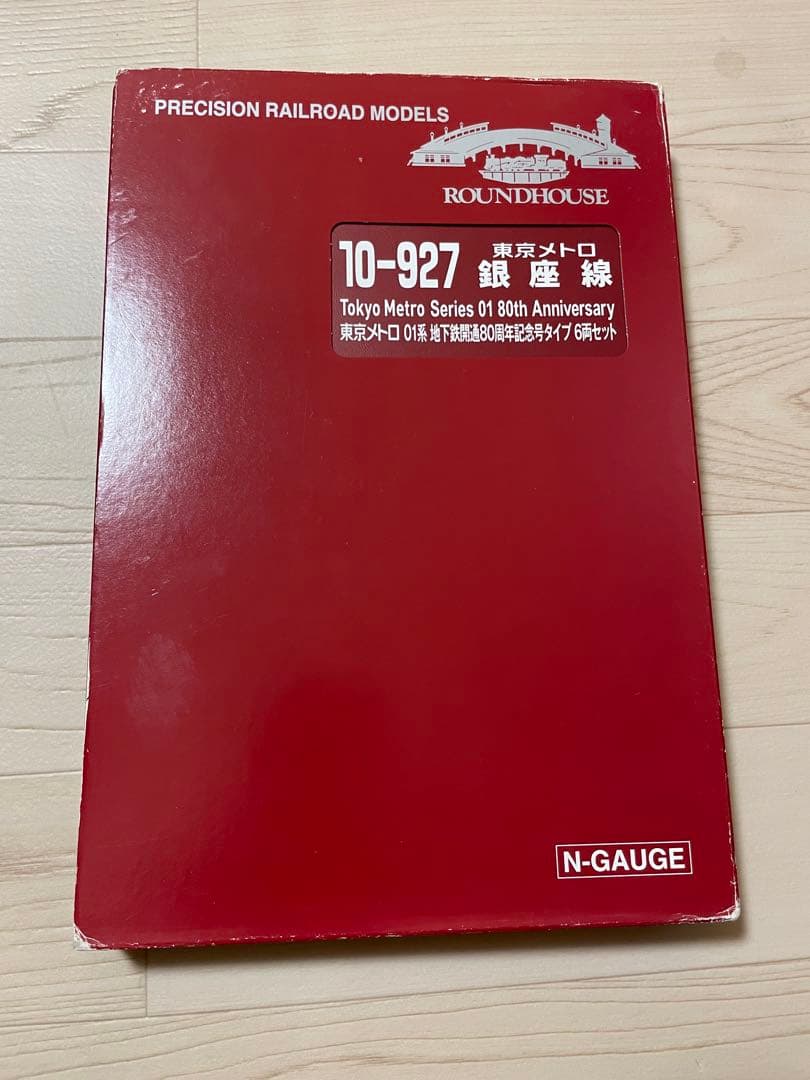 PRECISION RAILROAD MODELS
ROUNDHOUSE
10-927 東京メトロ 銀座線
Tokyo Metro Series 01 80th Anniversary
東京メトロ 01系 地下鉄開通80周年記念号タイプ 6両セット
N-GAUGE